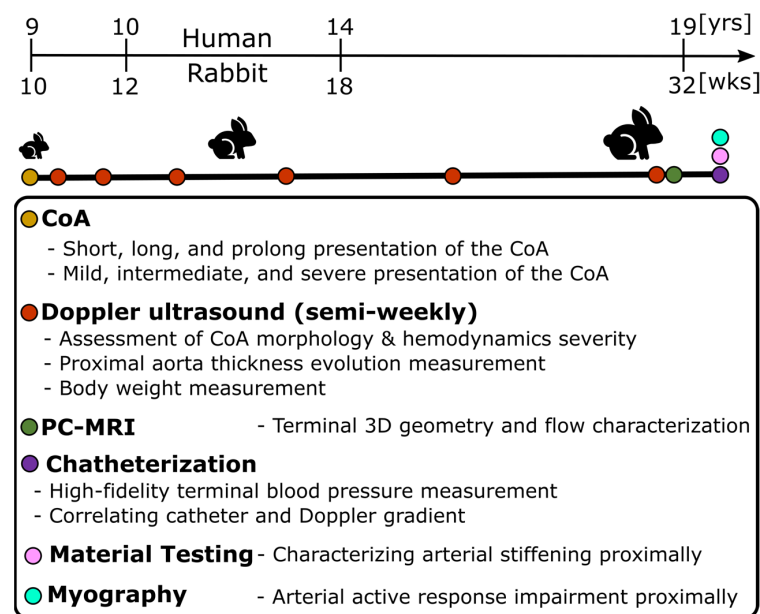 9 10 Human 14 19 [yrs]
10 12 Rabbit 18 32 [wks]
CoA
- Short, long, and prolong presentation of the CoA
- Mild, intermediate, and severe presentation of the CoA
Doppler ultrasound (semi-weekly)
- Assessment of CoA morphology & hemodynamics severity
- Proximal aorta thickness evolution measurement
- Body weight measurement
PC-MRI - Terminal 3D geometry and flow characterization
Chatheterization
- High-fidelity terminal blood pressure measurement
- Correlating catheter and Doppler gradient
Material Testing - Characterizing arterial stiffening proximally
Myography - Arterial active response impairment proximally